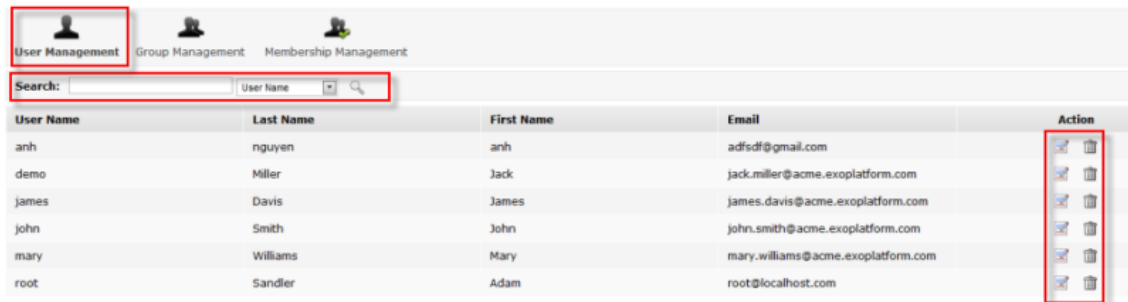 User Management Group Management Membership Management
Search: User Name
User Name Last Name First Name Email Action
anh nguyen anh adfsdf@gmail.com
demo Miller Jack jack.miller@acme.exoplatform.com
james Davis James james.davis@acme.exoplatform.com
john Smith John john.smith@acme.exoplatform.com
mary Williams Mary mary.williams@acme.exoplatform.com
root Sandler Adam root@localhost.com